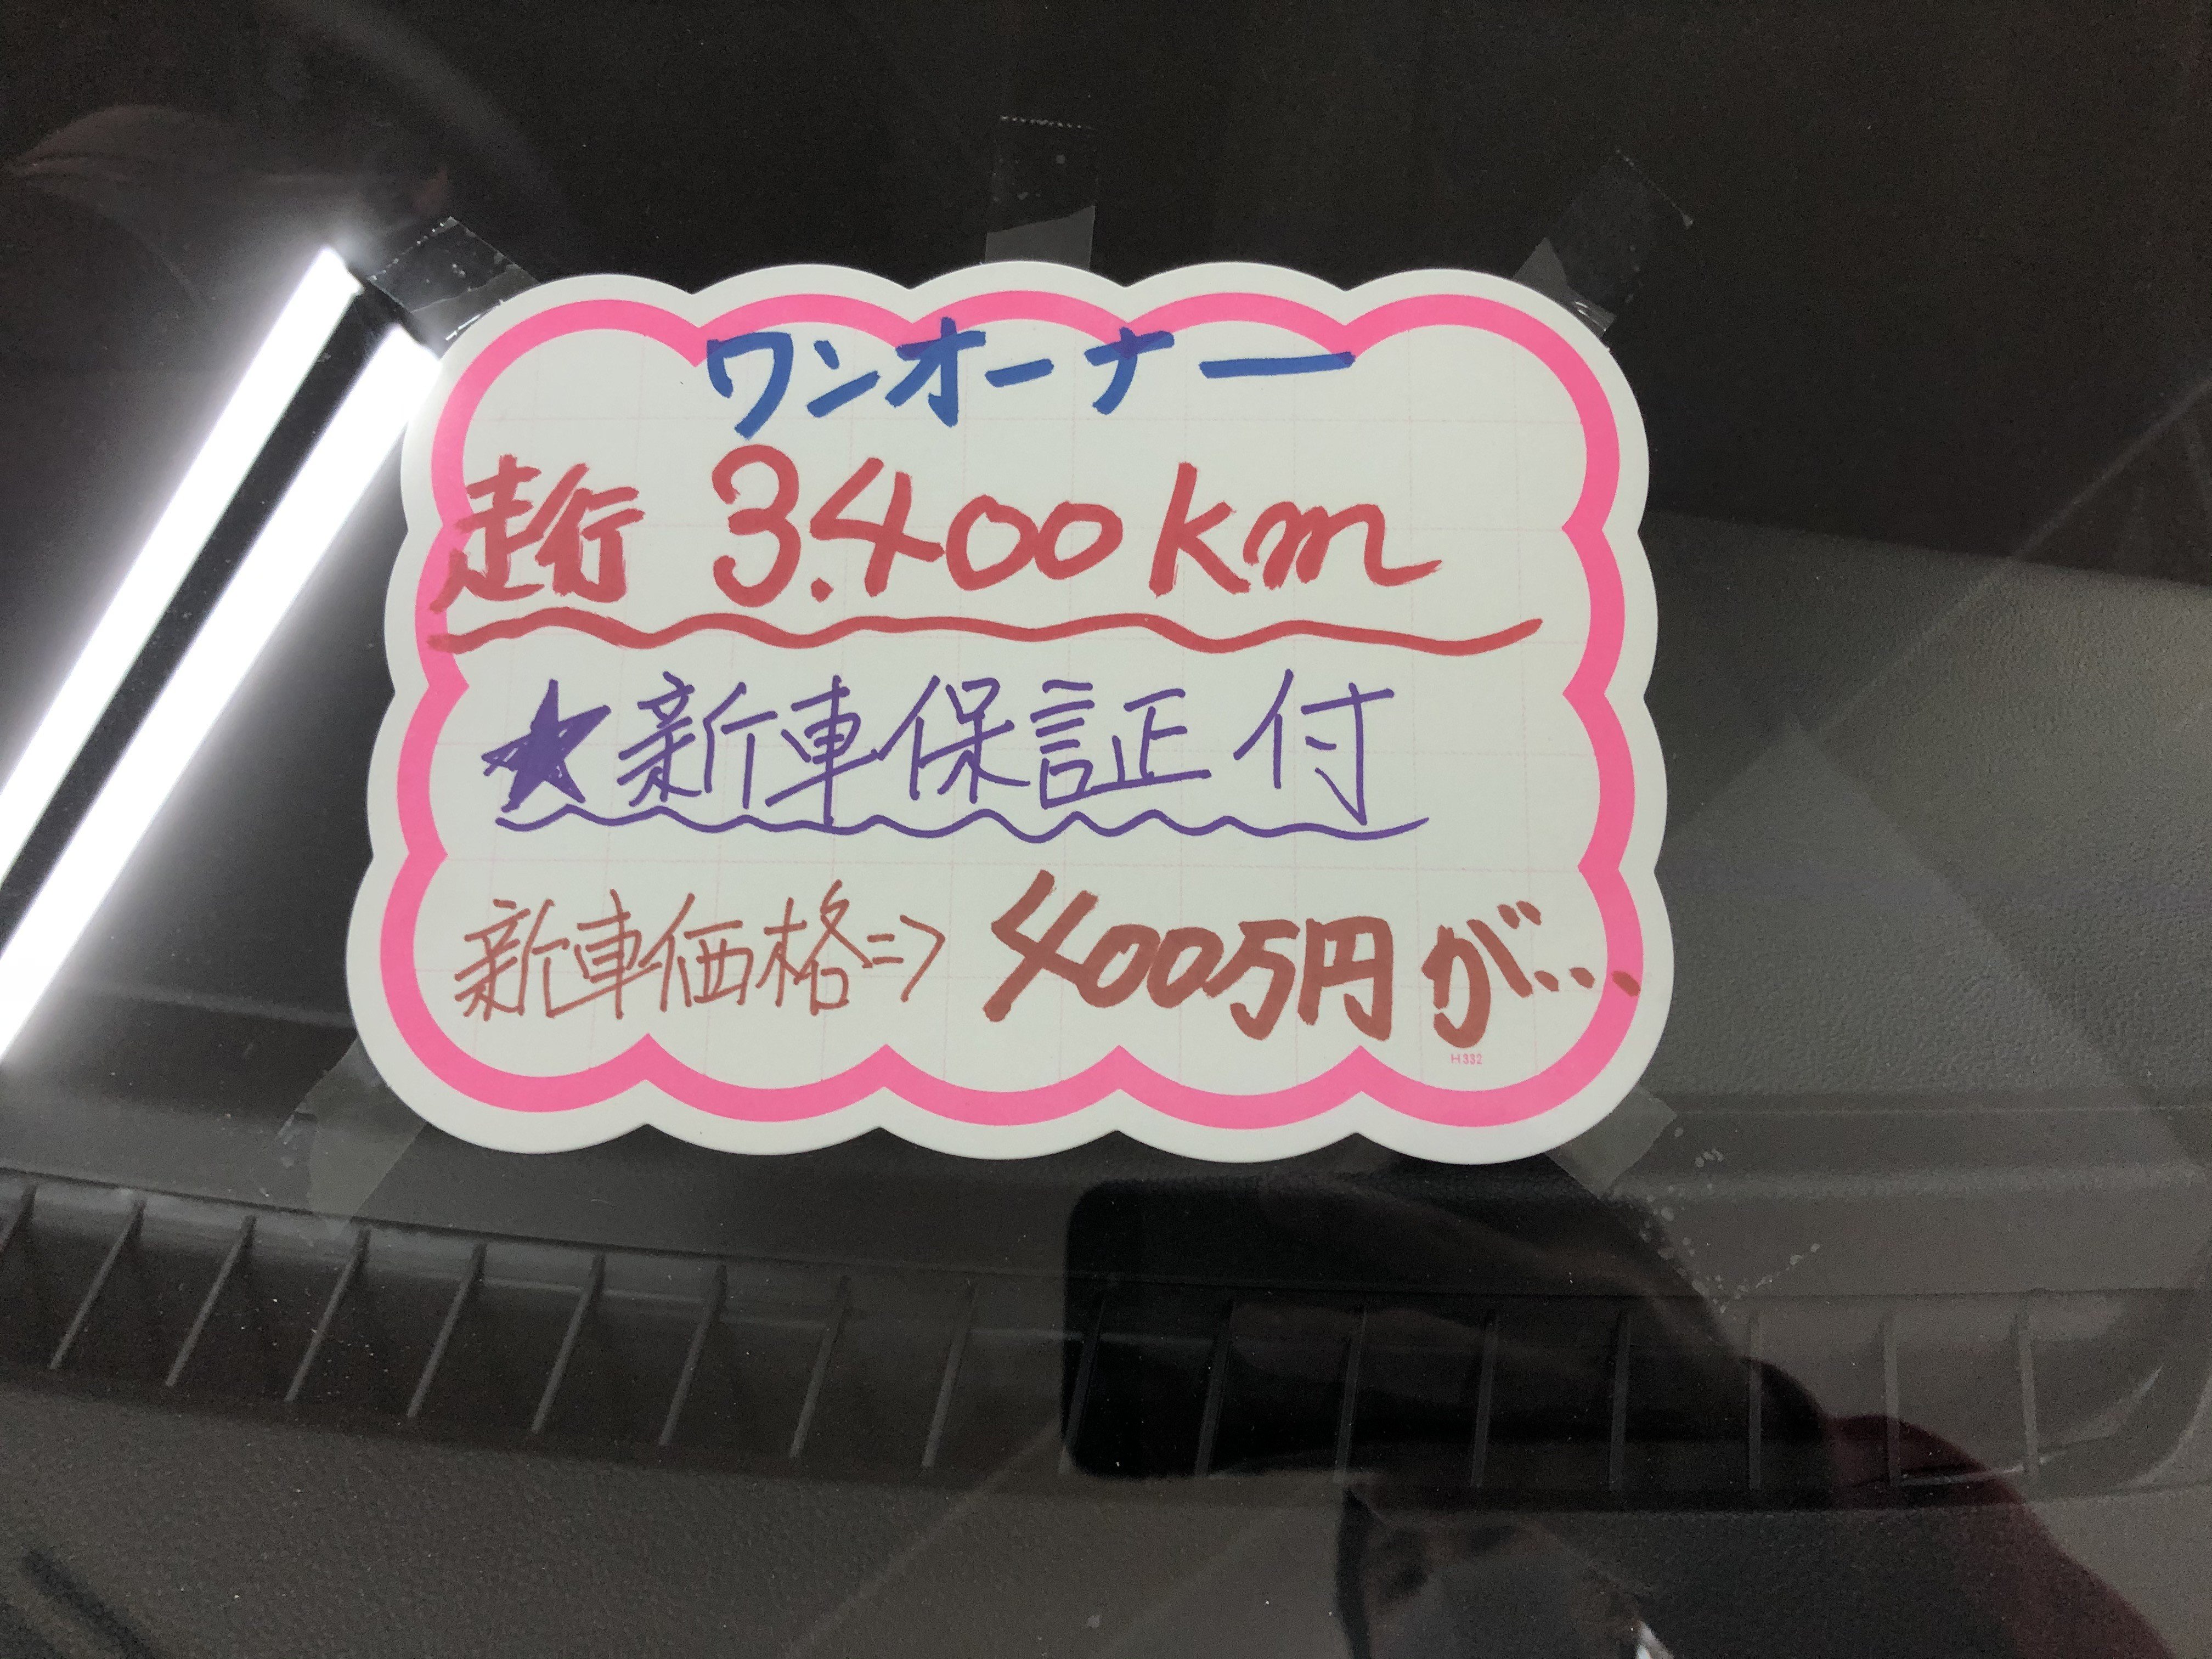 ワンオーナー
走行 3.400km
★新車保証付
新車価格⇒400万円が...
H332